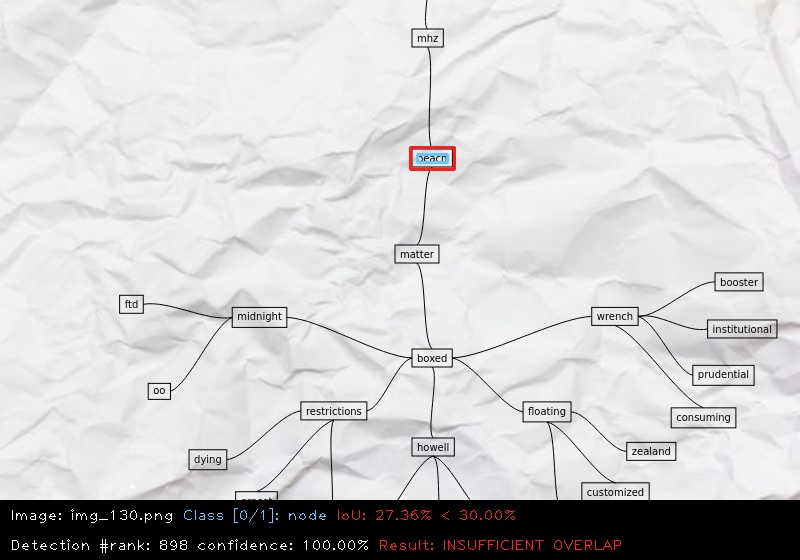 mhz
matter
booster
ftd
midnight
wrench
institutional
boxed
prudential
oo
restrictions
floating
consuming
howell
zealand
dying
customized
Image: img_130.png Class [0/1]: node IoU: 27.36% < 30.00%
Detection #rank: 898 confidence: 100.00% Result: INSUFFICIENT OVERLAP